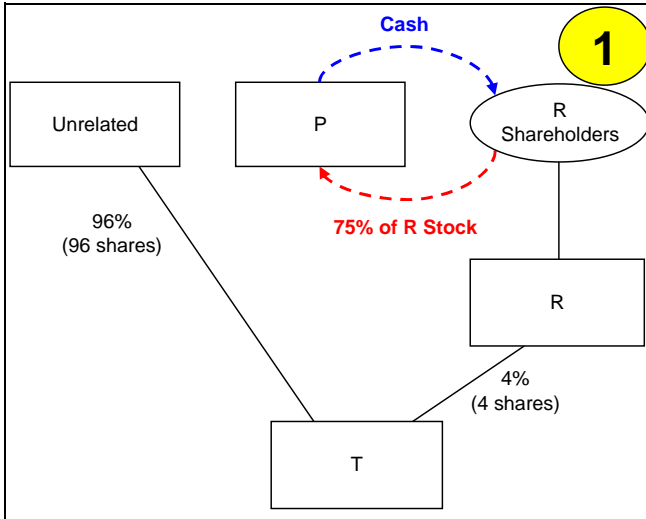 Cash
1
Unrelated
P
R
Shareholders
96%
(96 shares)
75% of R Stock
R
4%
(4 shares)
T